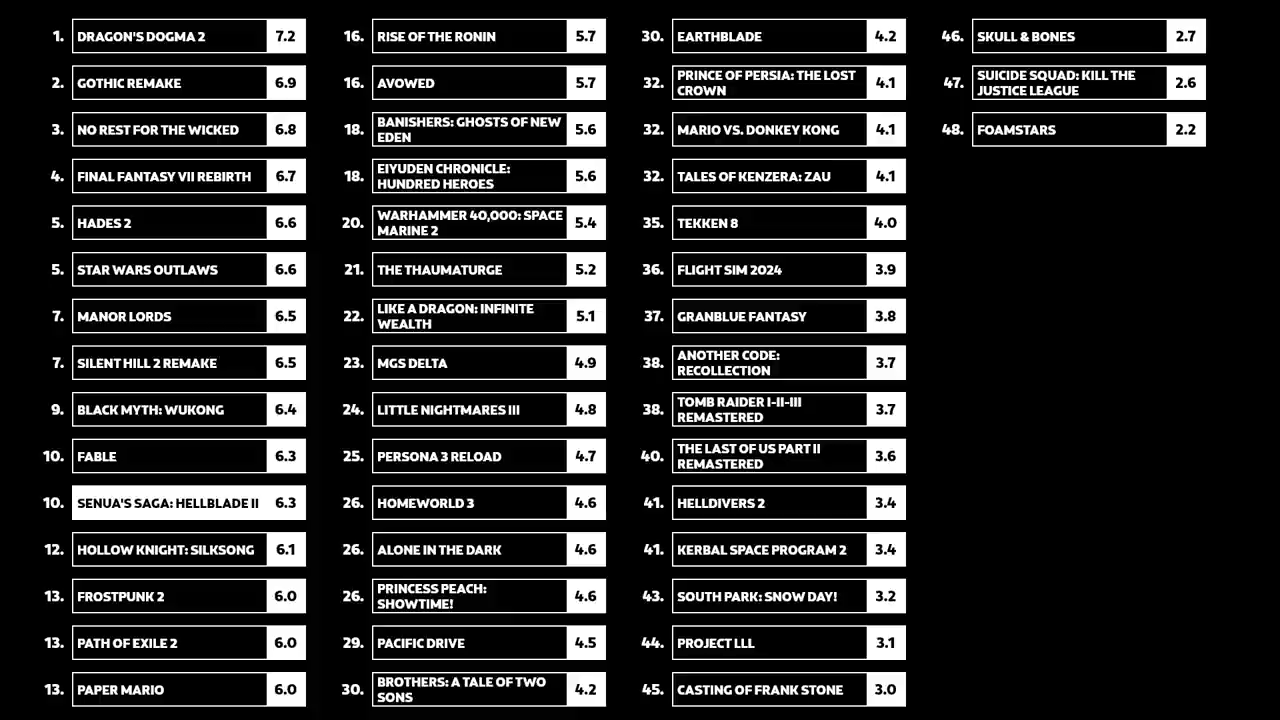 1. DRAGON'S DOGMA 2 7.2
2. GOTHIC REMAKE 6.9
3. NO REST FOR THE WICKED 6.8
4. FINAL FANTASY VII REBIRTH 6.7
5. HADES 2 6.6
5. STAR WARS OUTLAWS 6.6
7. MANOR LORDS 6.5
7. SILENT HILL 2 REMAKE 6.5
9. BLACK MYTH: WUKONG 6.4
10. FABLE 6.3
10. SENUA'S SAGA: HELLBLADE II 6.3
12. HOLLOW KNIGHT: SILKSONG 6.1
13. FROSTPUNK 2 6.0
13. PATH OF EXILE 2 6.0
13. PAPER MARIO 6.0
16. RISE OF THE RONIN 5.7
16. AVOWED 5.7
18. BANISHERS: GHOSTS OF NEW
EDEN 5.6
18. EIYUDEN CHRONICLE:
HUNDRED HEROES 5.6
20. WARHAMMER 40,000: SPACE
MARINE 2 5.4
21. THE THAUMATURGE 5.2
22. LIKE A DRAGON: INFINITE
WEALTH 5.1
23. MGS DELTA 4.9
24. LITTLE NIGHTMARES III 4.8
25. PERSONA 3 RELOAD 4.7
26. HOMEWORLD 3 4.6
26. ALONE IN THE DARK 4.6
26. PRINCESS PEACH:
SHOWTIME! 4.6
29. PACIFIC DRIVE 4.5
30. BROTHERS: A TALE OF TWO
SONS 4.2
30. EARTHBLADE 4.2
32. PRINCE OF PERSIA: THE LOST
CROWN 4.1
32. MARIO VS. DONKEY KONG 4.1
32. TALES OF KENZERA: ZAU 4.1
35. TEKKEN 8 4.0
36. FLIGHT SIM 2024 3.9
37. GRANBLUE FANTASY 3.8
38. ANOTHER CODE:
RECOLLECTION 3.7
38. TOMB RAIDER I-II-III
REMASTERED 3.7
40. THE LAST OF US PART II
REMASTERED 3.6
41. HELLDIVERS 2 3.4
41. KERBAL SPACE PROGRAM 2 3.4
43. SOUTH PARK: SNOW DAY! 3.2
44. PROJECT LLL 3.1
45. CASTING OF FRANK STONE 3.0
46. SKULL & BONES 2.7
47. SUICIDE SQUAD: KILL THE
JUSTICE LEAGUE 2.6
48. FOAMSTARS 2.2